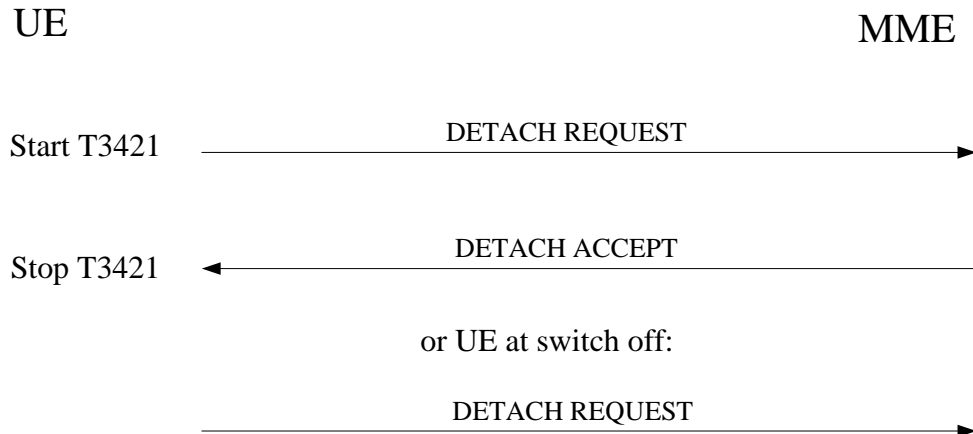 UE
MME
Start T3421
DETACH REQUEST
Stop T3421
DETACH ACCEPT
or UE at switch off:
DETACH REQUEST